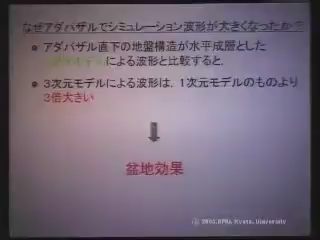 なぜアダパザルでシミュレーション波形が大きくなったか?
アダパザル直下の地盤構造が水平成層とした
による波形と比較すると,
3次元モデルによる波形は, 1次元モデルのものより
3倍大きい
盆地効果
DPRI Kyoto University